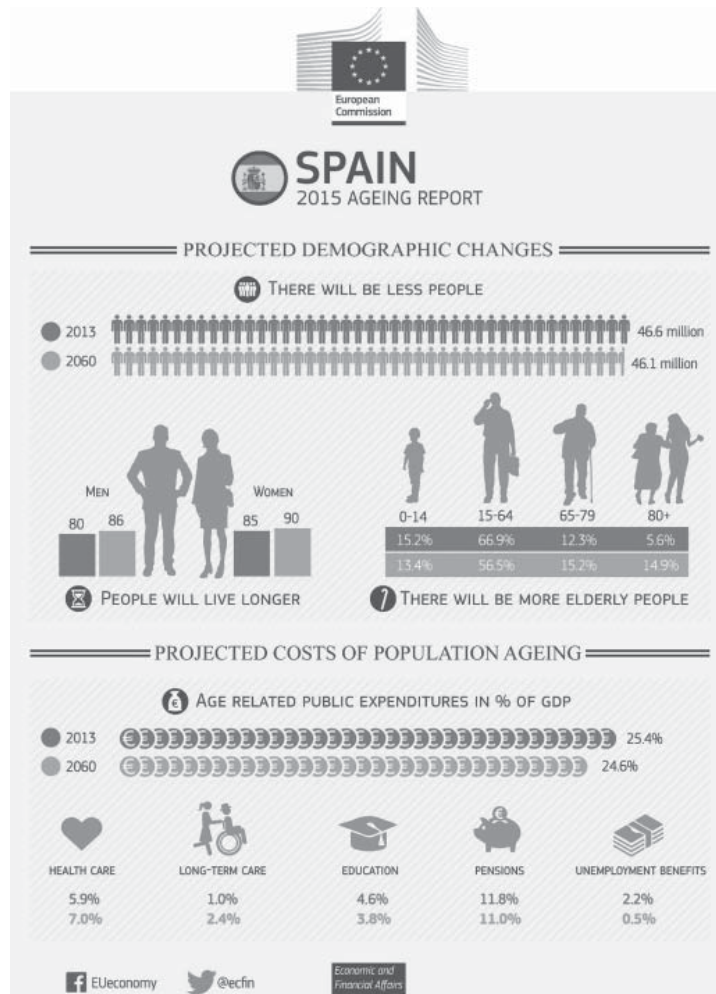 European
Commission
SPAIN
2015 AGEING REPORT
PROJECTED DEMOGRAPHIC CHANGES
THERE WILL BE LESS PEOPLE
2013 46.6 million
2060 46.1 million
MEN WOMEN
80 86 85 90
0-14 15-64 65-79 80+
15.2% 66.9% 12.3% 5.6%
13.4% 56.5% 15.2% 14.9%
PEOPLE WILL LIVE LONGER
THERE WILL BE MORE ELDERLY PEOPLE
PROJECTED COSTS OF POPULATION AGEING
€ AGE RELATED PUBLIC EXPENDITURES IN % OF GDP
2013 25.4%
2060 24.6%
HEALTH CARE LONG-TERM CARE EDUCATION PENSIONS UNEMPLOYMENT BENEFITS
5.9% 1.0% 4.6% 11.8% 2.2%
7.0% 2.4% 3.8% 11.0% 0.5%
f EUeconomy @ecfin
Economic and
Financial Affairs